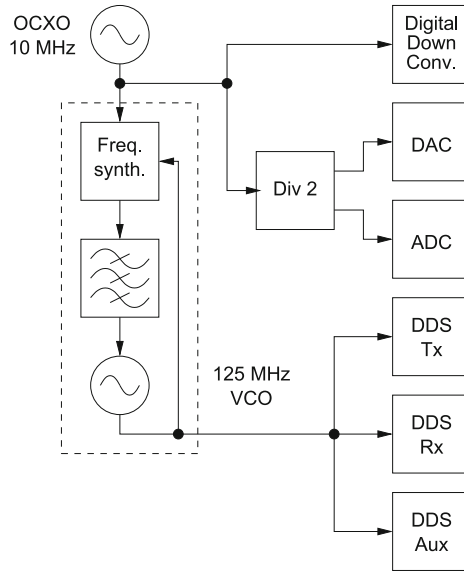 OCXO
10 MHz
Digital
Down
Conv.
Freq.
synth.
Div 2
DAC
ADC
125 MHz
VCO
DDS
Tx
DDS
Rx
DDS
Aux